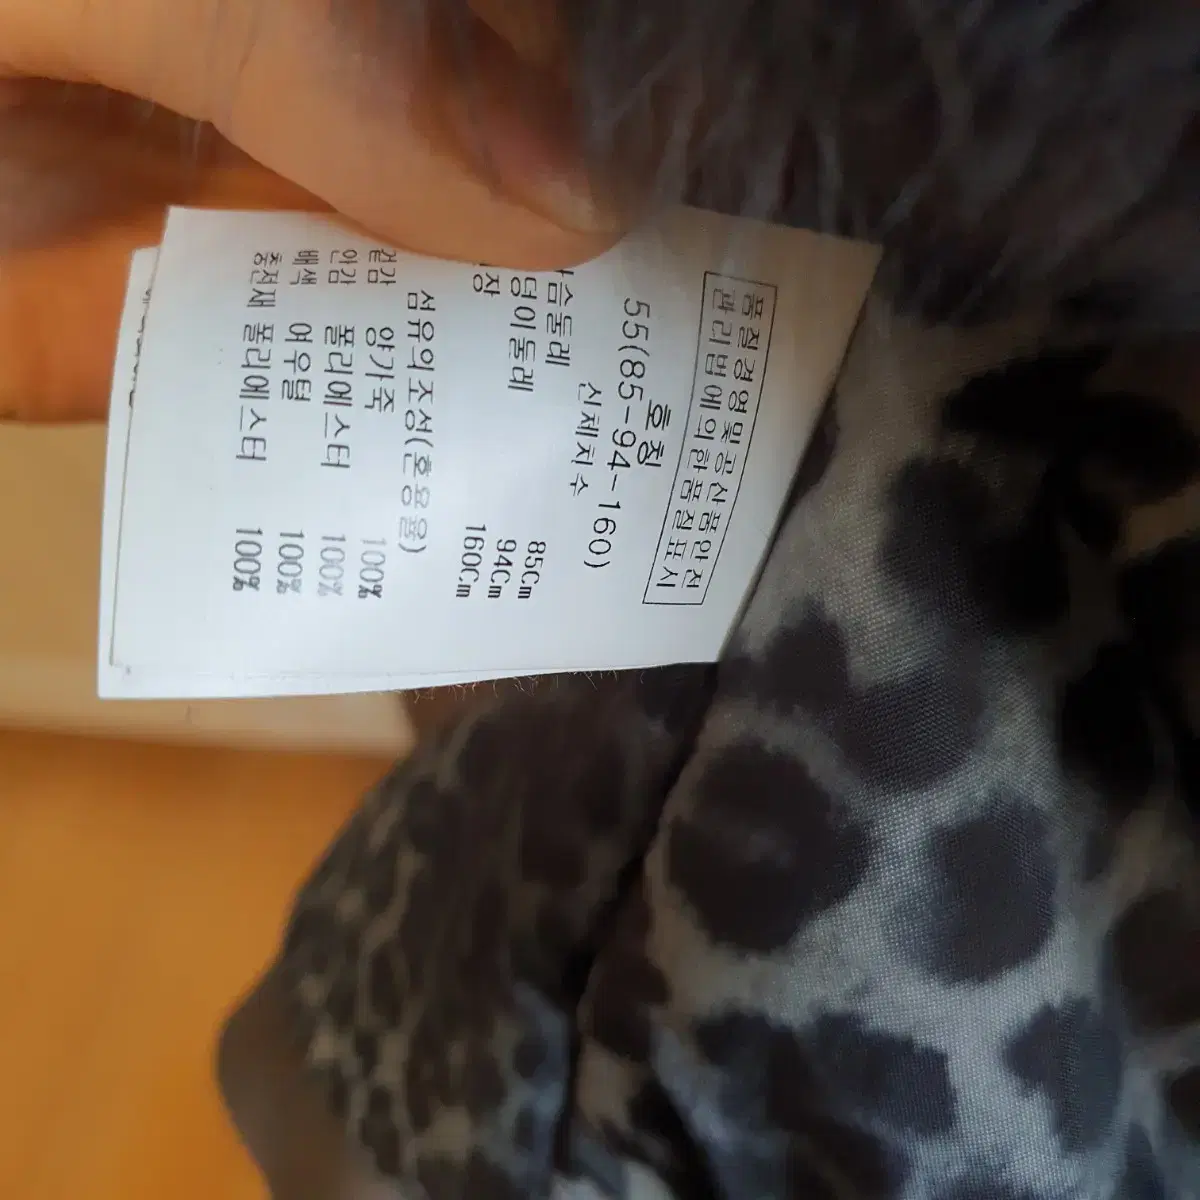 품질경영및공산품안전
관리법에의한품질표시
호칭
55(85-94-160)
신체치수
슴둘레 85Cm
덩이둘레 94Cm
장 160Cm
섬유의조성(혼용율)
겉감 양가죽 100%
안감 폴리에스터 100%
배색 여우털 100%
충전재 폴리에스터 100%